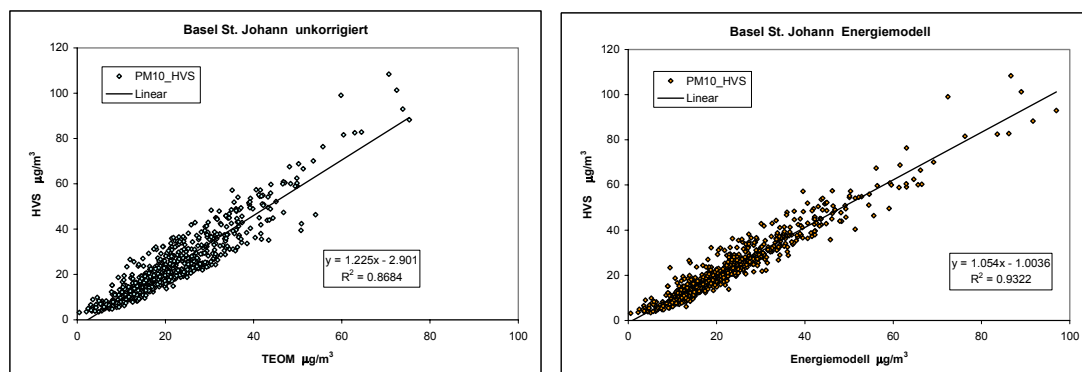 Basel St. Johann unkorrigiert
120
100
80
60
40
20
0
HVS µg/m³
PM10_HVS
Linear
y = 1.225x - 2.901
R² = 0.8684
0 20 40 60 80 100
TEOM µg/m³
Basel St. Johann Energiemodell
120
100
80
60
40
20
0
HVS µg/m³
PM10_HVS
Linear
y = 1.054x - 1.0036
R² = 0.9322
0 20 40 60 80 100
Energiemodell µg/m³